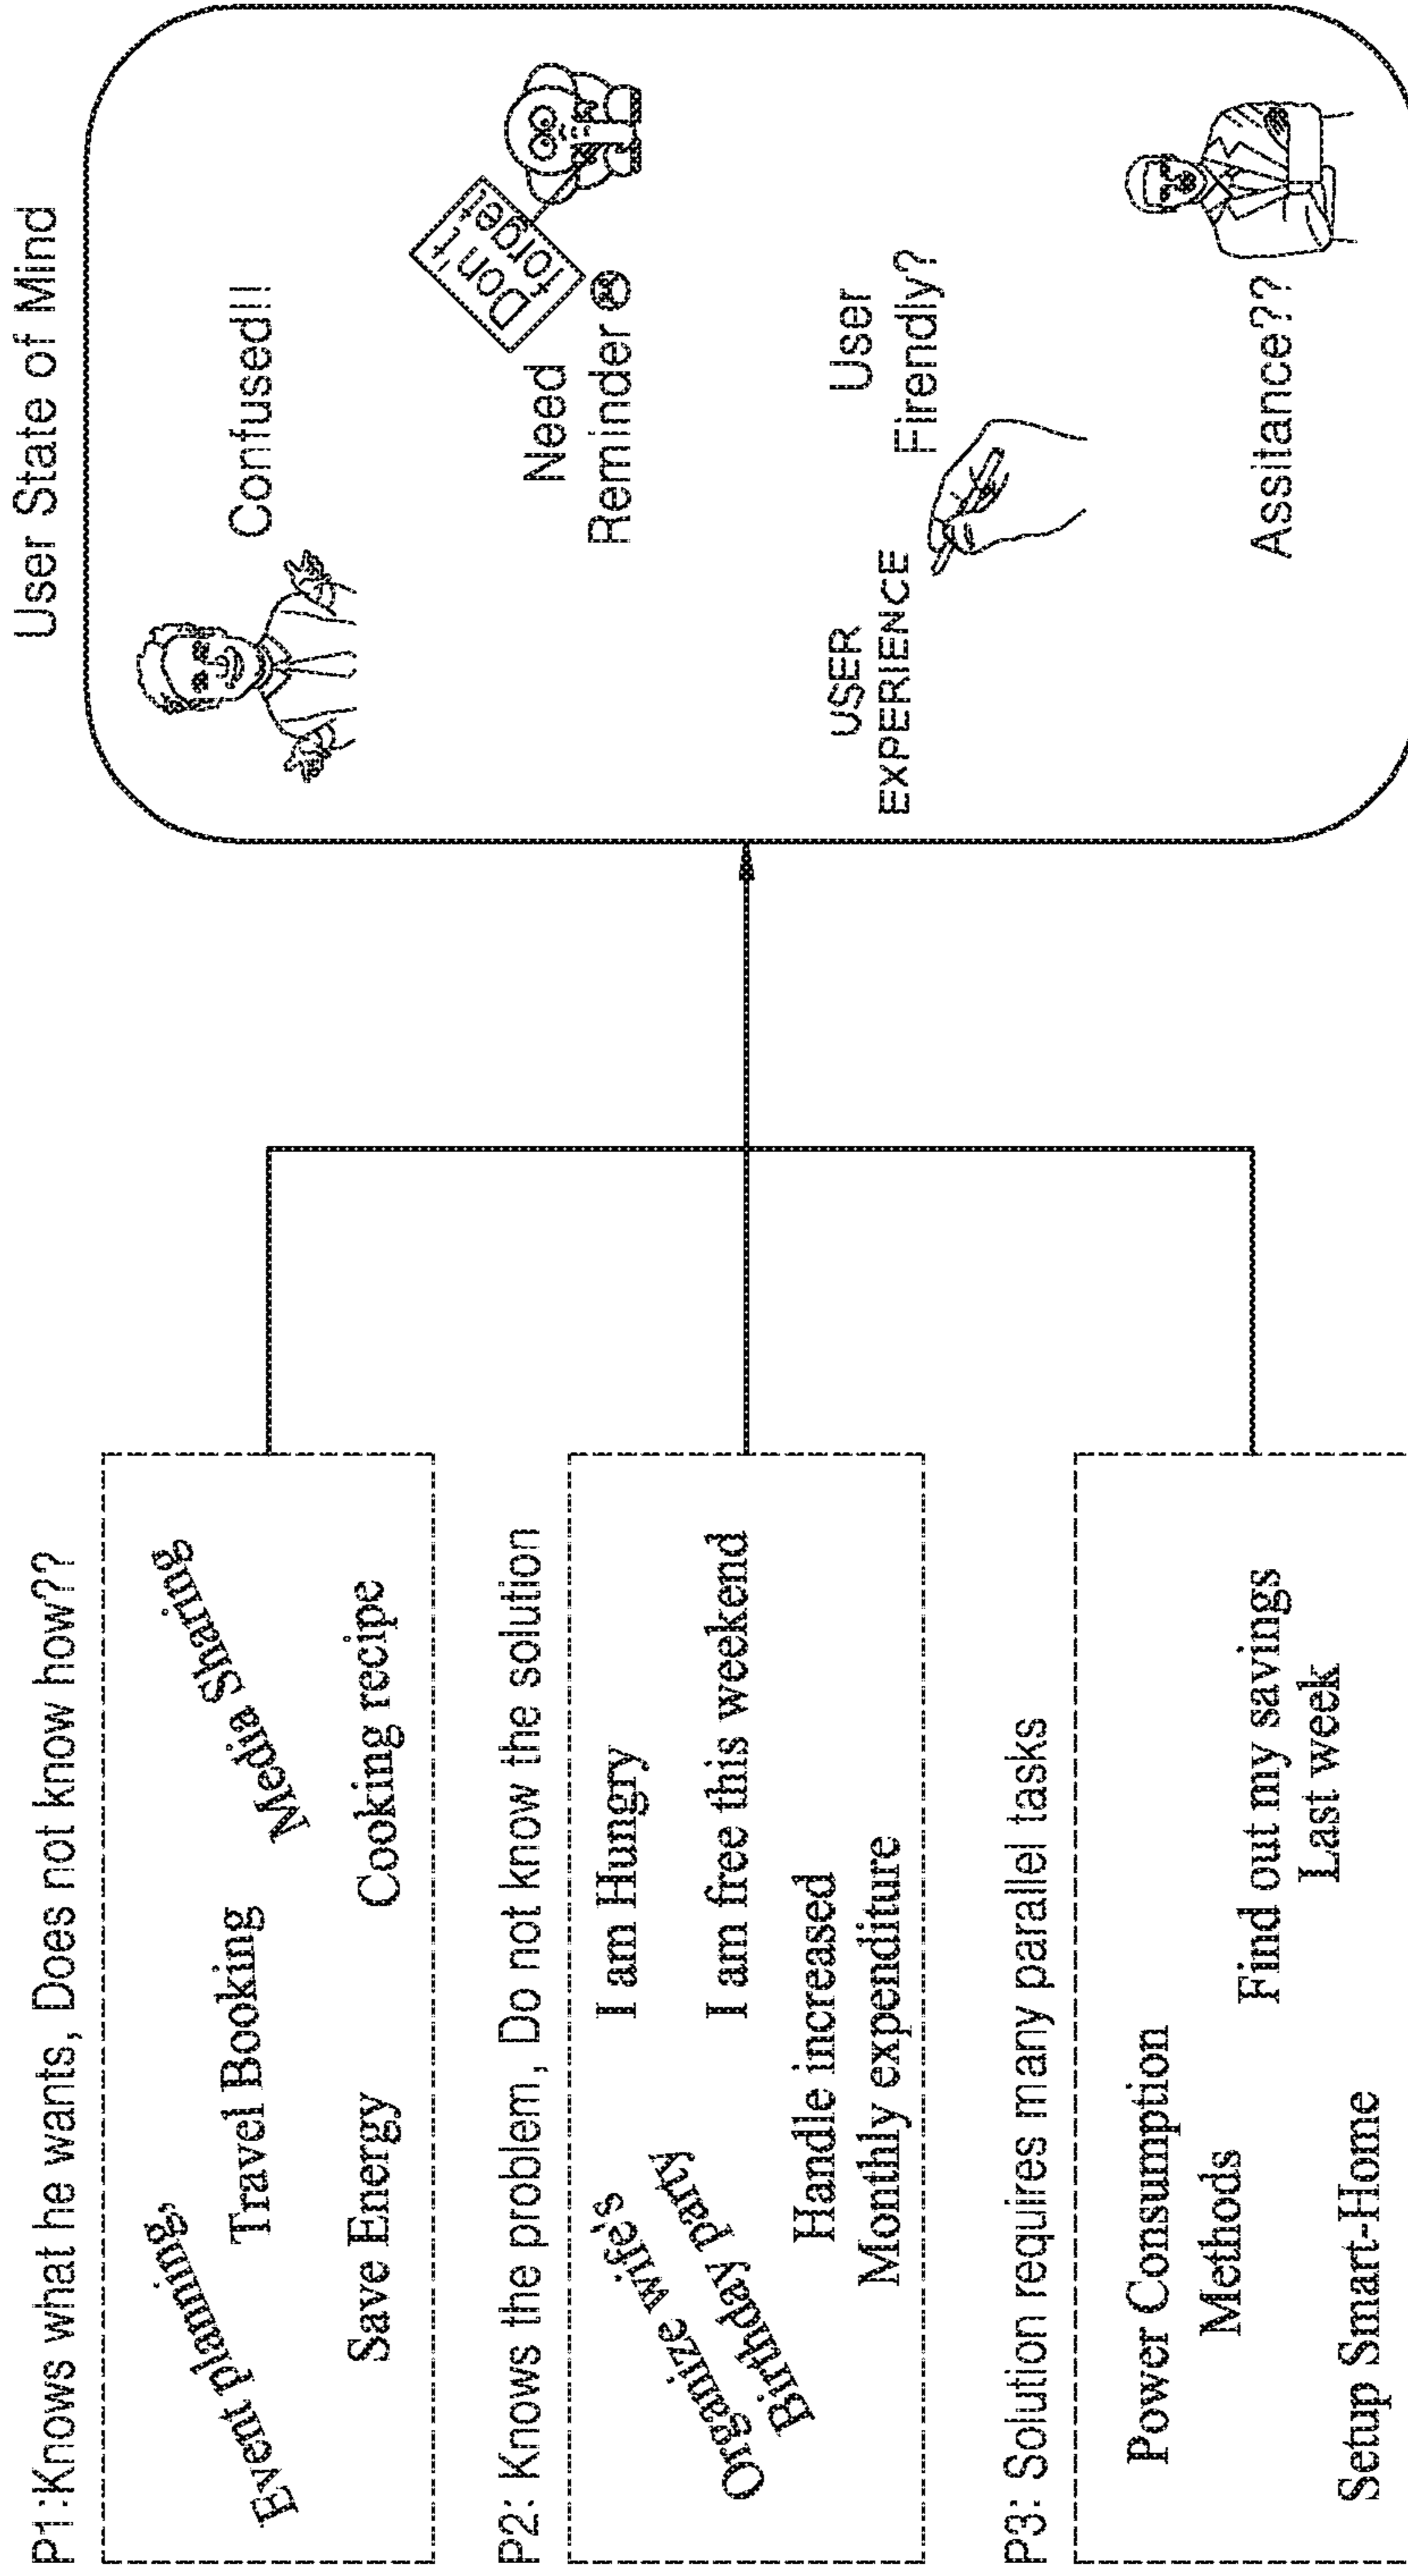 P1:Knows what he wants, Does not know how??
Event planning,
Travel Booking
Media Sharing
Save Energy
Cooking recipe
P2: Knows the problem, Do not know the solution
Organize wife's
Birthday party
I am Hungry
I am free this weekend
Handle increased
Monthly expenditure
P3: Solution requires many parallel tasks
Power Consumption
Methods
Find out my savings
Last week
Setup Smart-Home
User State of Mind
Confused!!
Need
Reminder
Don't
forget!
USER
EXPERIENCE
User
Firendly?
Assitance??